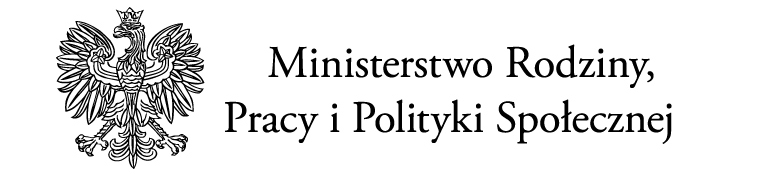 Ministerstwo Rodziny,
Pracy i Polityki Społecznej